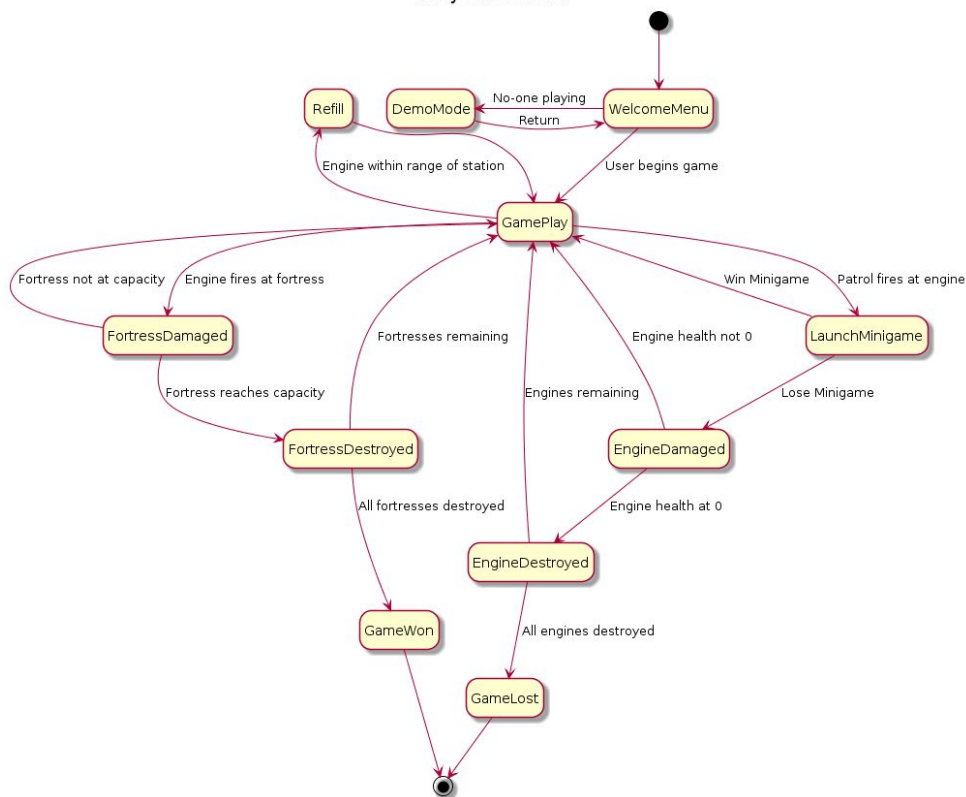 No-one playing
Refill
DemoMode
WelcomeMenu
Return
Engine within range of station
User begins game
GamePlay
Fortress not at capacity
Engine fires at fortress
Win Minigame
Patrol fires at engine
FortressDamaged
Fortresses remaining
Engine health not 0
LaunchMinigame
Fortress reaches capacity
Engines remaining
Lose Minigame
FortressDestroyed
EngineDamaged
All fortresses destroyed
Engine health at 0
EngineDestroyed
GameWon
All engines destroyed
GameLost